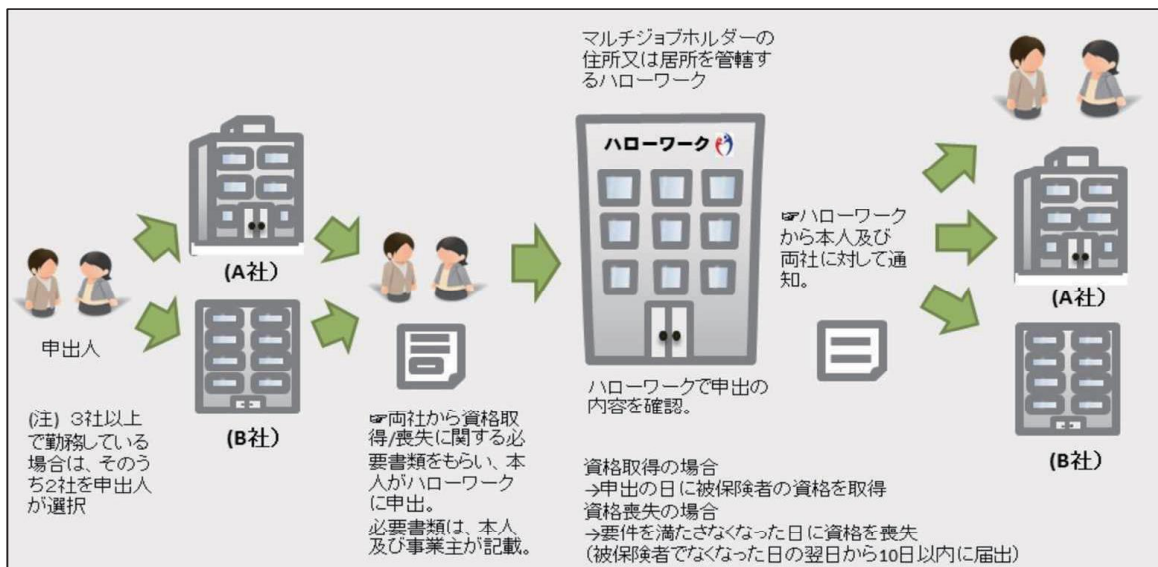 申出人
(注) 3社以上
で勤務している
場合は、そのう
ち2社を申出人
が選択
(A社)
(B社)
☞両社から資格取
得/喪失に関する必
要書類をもらい、本
人がハローワーク
に申出。
必要書類は、本人
及び事業主が記載。
マルチジョブホルダーの
住所又は居所を管轄す
るハローワーク
ハローワーク
ハローワークで申出の
内容を確認。
資格取得の場合
→申出の日に被保険者の資格を取得
資格喪失の場合
→要件を満たさなくなった日に資格を喪失
(被保険者でなくなった日の翌日から10日以内に届出)
☞ハローワーク
から本人及び
両社に対して通
知。
(A社)
(B社)